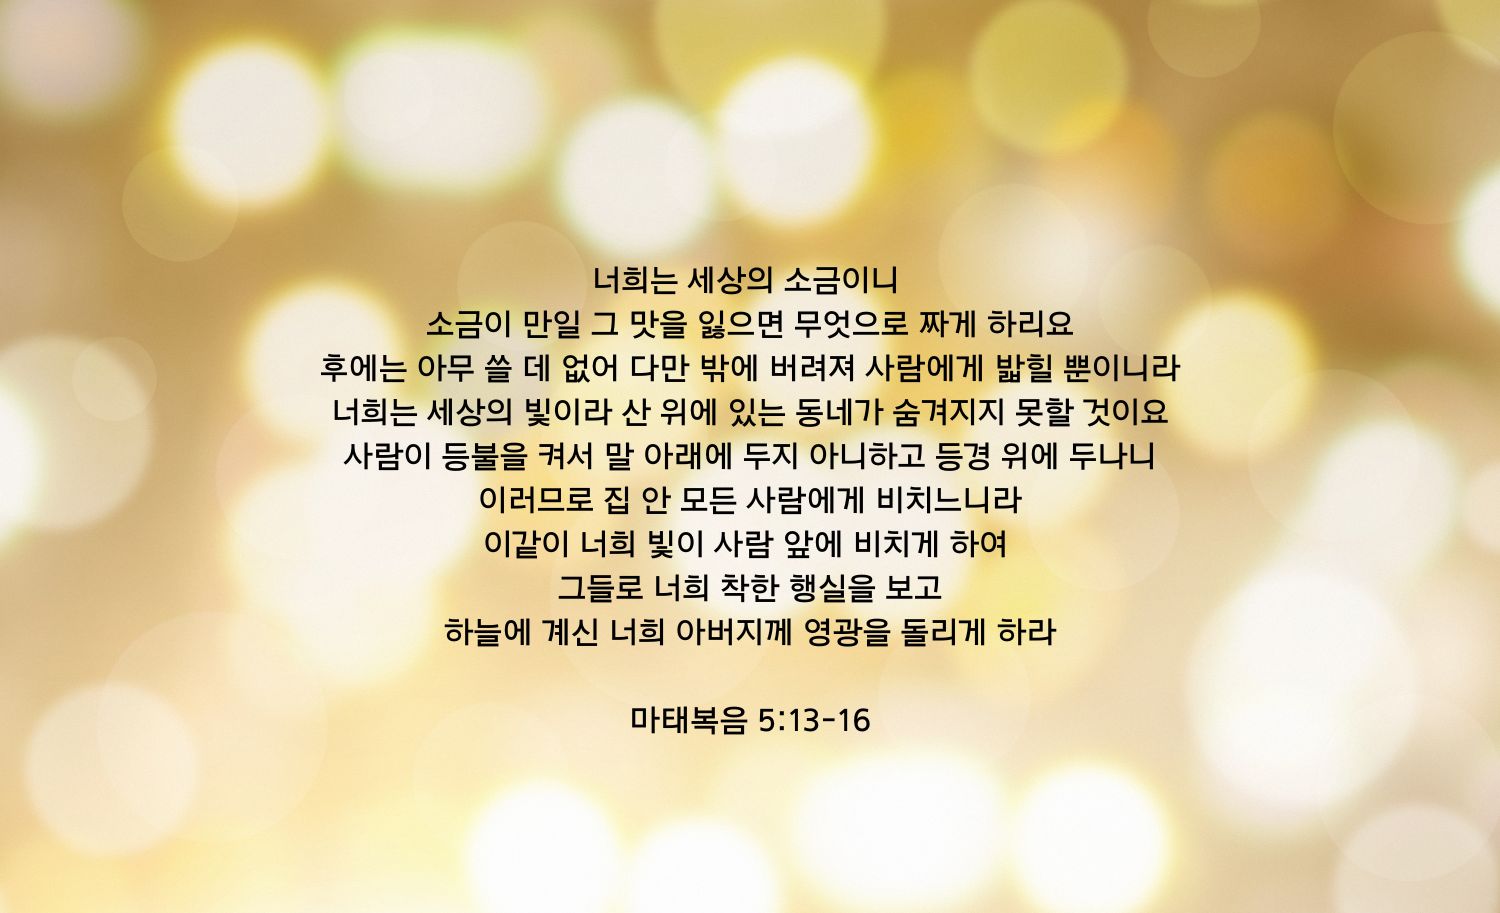 너희는 세상의 소금이니
소금이 만일 그 맛을 잃으면 무엇으로 짜게 하리요
후에는 아무 쓸 데 없어 다만 밖에 버려져 사람에게 밟힐 뿐이니라
너희는 세상의 빛이라 산 위에 있는 동네가 숨겨지지 못할 것이요
사람이 등불을 켜서 말 아래에 두지 아니하고 등경 위에 두나니
이러므로 집 안 모든 사람에게 비치느니라
이같이 너희 빛이 사람 앞에 비치게 하여
그들로 너희 착한 행실을 보고
하늘에 계신 너희 아버지께 영광을 돌리게 하라
마태복음 5:13-16